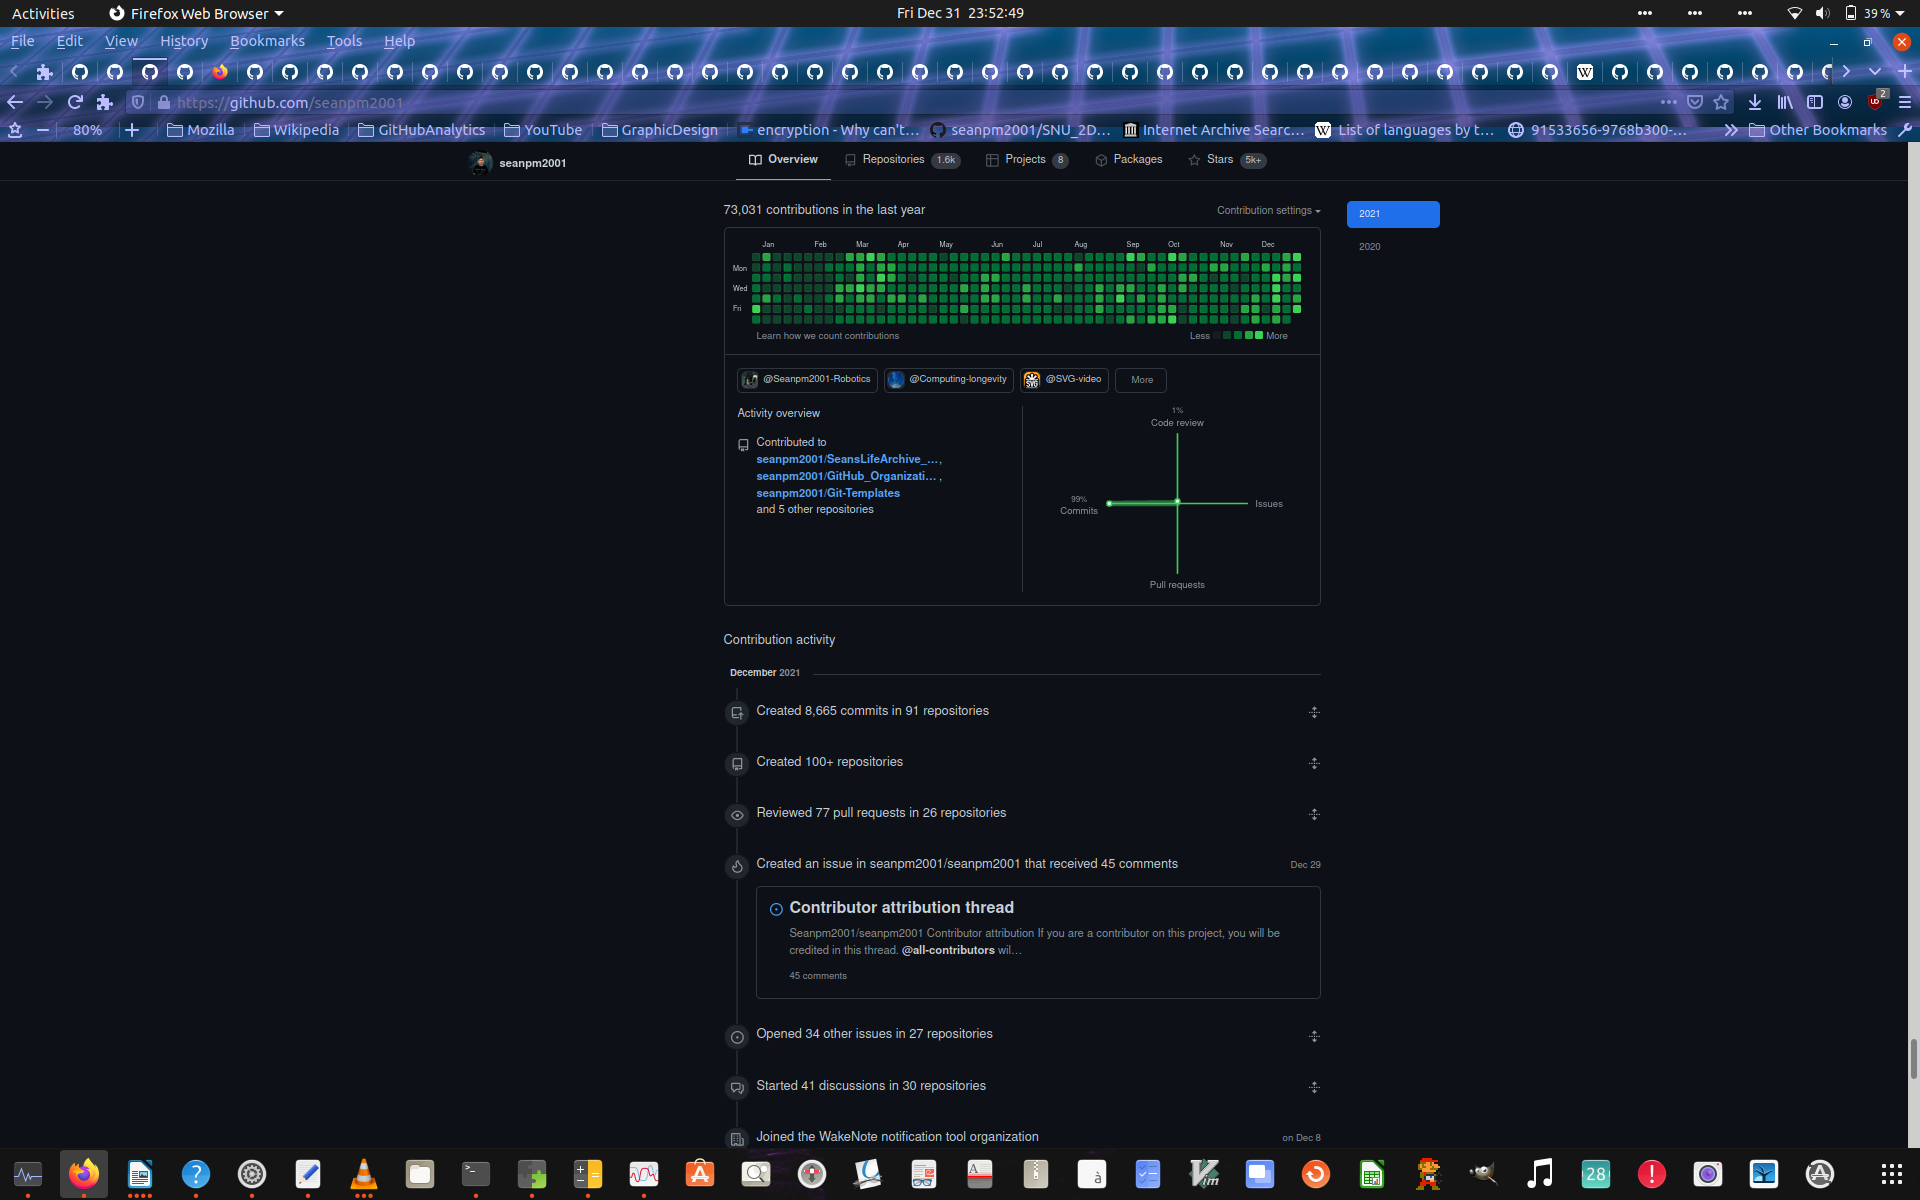 Activities
Firefox Web Browser
Fri Dec 31 23:52:49
39 %
File Edit View History Bookmarks Tools Help
https://github.com/seanpm2001
2
80%
Mozilla
Wikipedia
GitHubAnalytics
YouTube
GraphicDesign
encryption - Why can't…
seanpm2001/SNU_2D…
Internet Archive Searc…
List of languages by t…
91533656-9768b300-…
Other Bookmarks
seanpm2001
Overview
Repositories 1.6k
Projects 8
Packages
Stars 5k+
73,031 contributions in the last year
Contribution settings
2021
2020
Jan Feb Mar Apr May Jun Jul Aug Sep Oct Nov Dec
Mon
Wed
Fri
Learn how we count contributions
Less More
@Seanpm2001-Robotics
@Computing-longevity
@SVG-video
More
Activity overview
Contributed to
seanpm2001/SeansLifeArchive_…,
seanpm2001/GitHub_Organizati… ,
seanpm2001/Git-Templates
and 5 other repositories
1%
Code review
99%
Commits
Issues
Pull requests
Contribution activity
December 2021
Created 8,665 commits in 91 repositories
Created 100+ repositories
Reviewed 77 pull requests in 26 repositories
Created an issue in seanpm2001/seanpm2001 that received 45 comments
Dec 29
Contributor attribution thread
Seanpm2001/seanpm2001 Contributor attribution If you are a contributor on this project, you will be
credited in this thread. @all-contributors wil…
45 comments
Opened 34 other issues in 27 repositories
Started 41 discussions in 30 repositories
Joined the WakeNote notification tool organization
on Dec 8
28